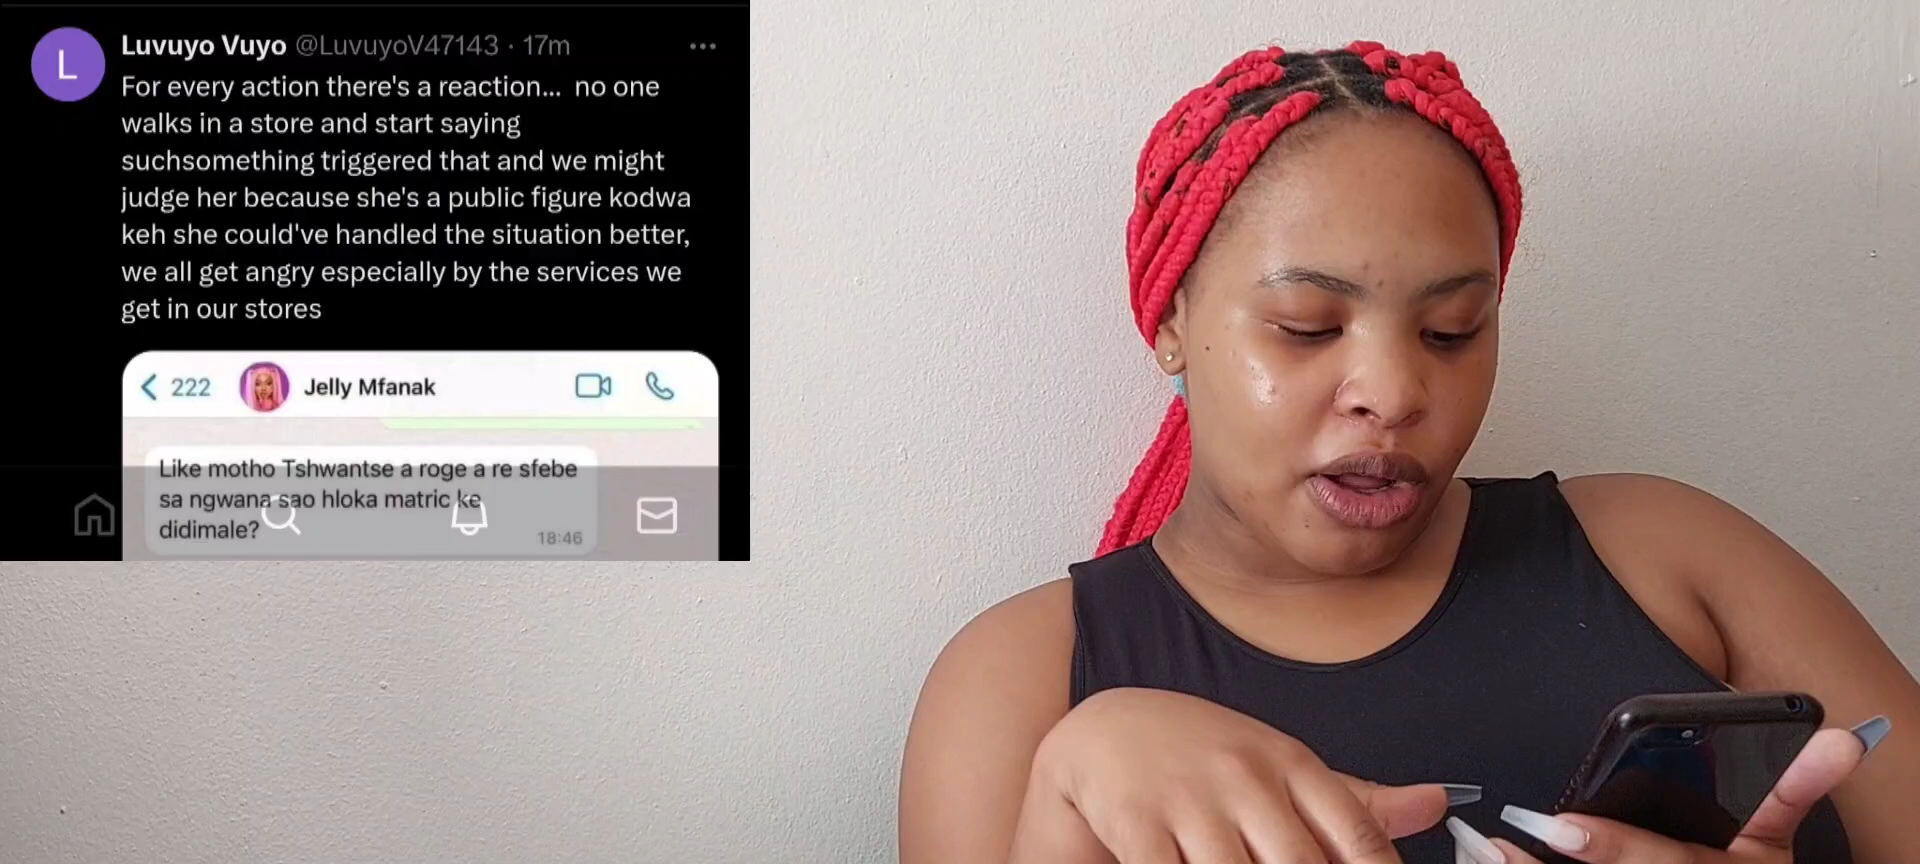 L
Luvuyo Vuyo @LuvuyoV47143 · 17m
For every action there's a reaction... no one
walks in a store and start saying
suchsomething triggered that and we might
judge her because she's a public figure kodwa
keh she could've handled the situation better,
we all get angry especially by the services we
get in our stores
222 Jelly Mfanak
Like motho Tshwantse a roge a re sfebe
sa ngwana sao hloka matric ke
didimale?
18:46